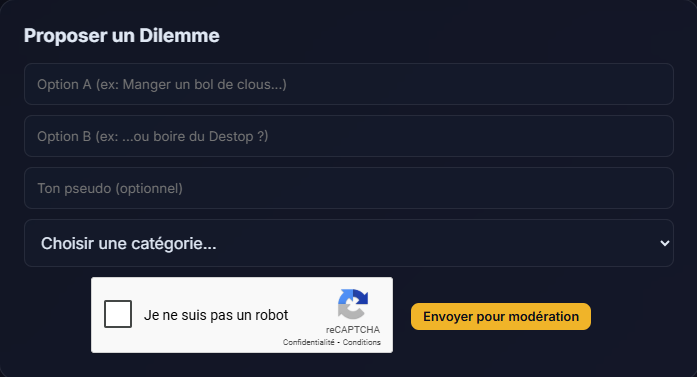 Proposer un Dilemme
Option A (ex: Manger un bol de clous...)
Option B (ex: ...ou boire du Destop ?)
Ton pseudo (optionnel)
Choisir une catégorie...
Je ne suis pas un robot
reCAPTCHA
Confidentialité - Conditions
Envoyer pour modération